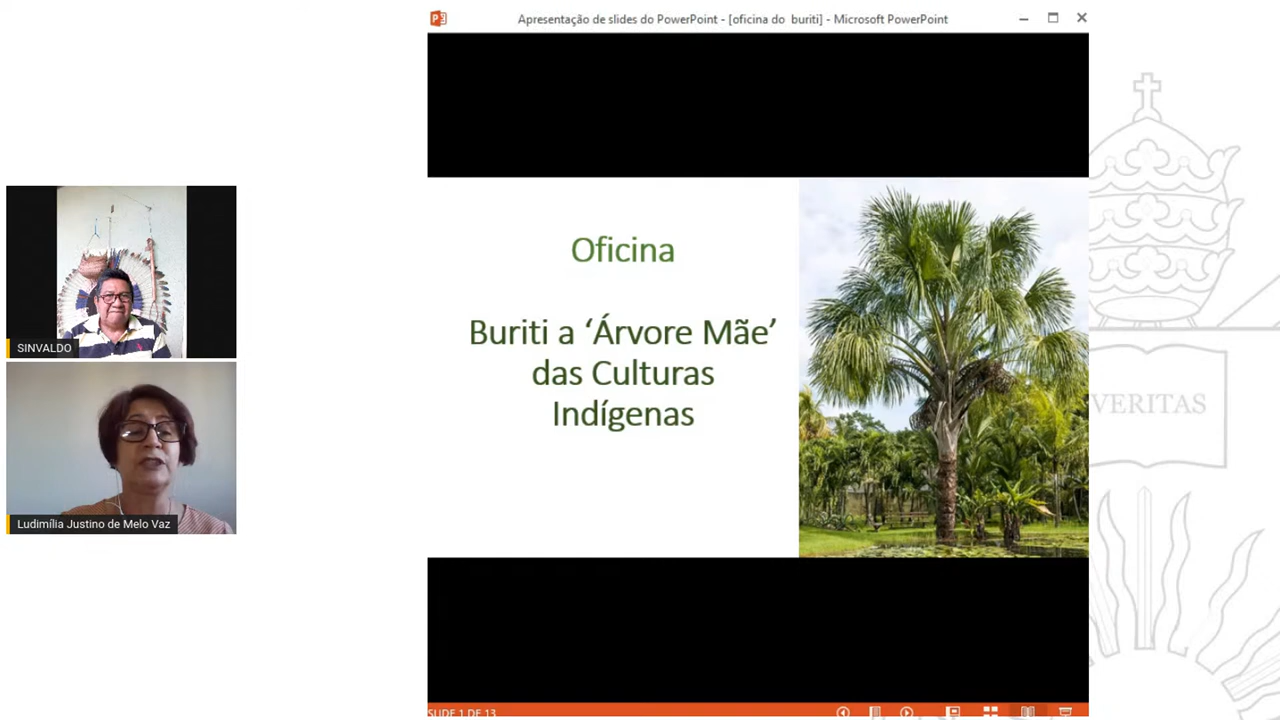 Apresentação de slides do PowerPoint - [oficina do buriti] - Microsoft PowerPoint
SINVALDO
Ludimília Justino de Melo Vaz
Oficina
Buriti a ‘Árvore Mãe’
das Culturas
Indígenas
VERITAS
SLIDE 1 DE 13